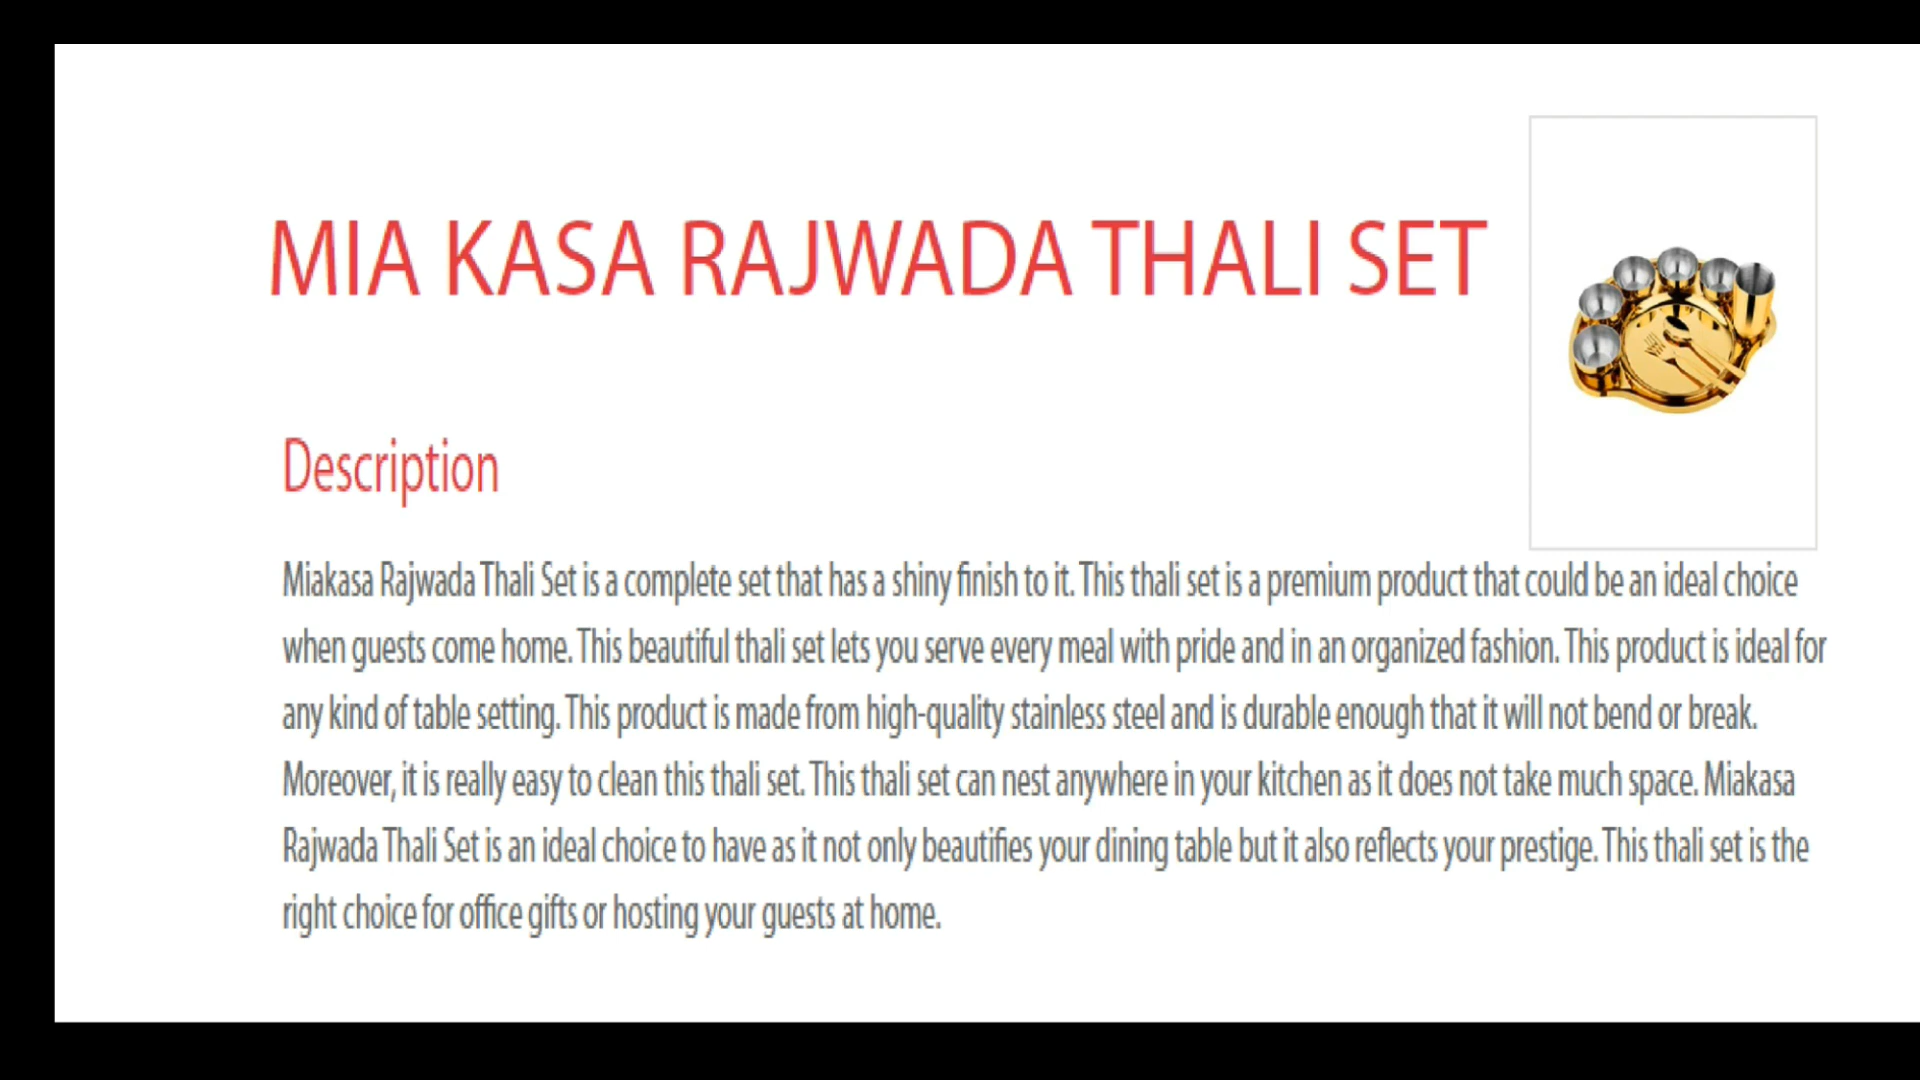 MIA KASA RAJWADA THALI SET
Description
Miakasa Rajwada Thali Set is a complete set that has a shiny finish to it. This thali set is a premium product that could be an ideal choice
when guests come home. This beautiful thali set lets you serve every meal with pride and in an organized fashion. This product is ideal for
any kind of table setting. This product is made from high-quality stainless steel and is durable enough that it will not bend or break.
Moreover, it is really easy to clean this thali set. This thali set can nest anywhere in your kitchen as it does not take much space. Miakasa
Rajwada Thali Set is an ideal choice to have as it not only beautifies your dining table but it also reflects your prestige. This thali set is the
right choice for office gifts or hosting your guests at home.